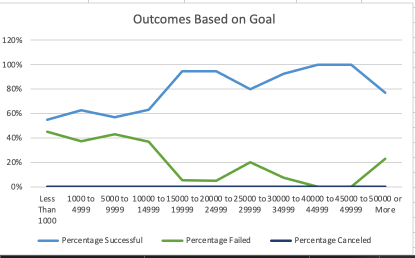 Outcomes Based on Goal
120%
100%
80%
60%
40%
20%
0%
Less 1000 to 5000 to 10000 to 15000 to 20000 to 25000 to 30000 to 40000 to 45000 to 50000 or
Than 4999 9999 14999 19999 24999 29999 34999 44999 49999 More
1000
Percentage Successful Percentage Failed Percentage Canceled